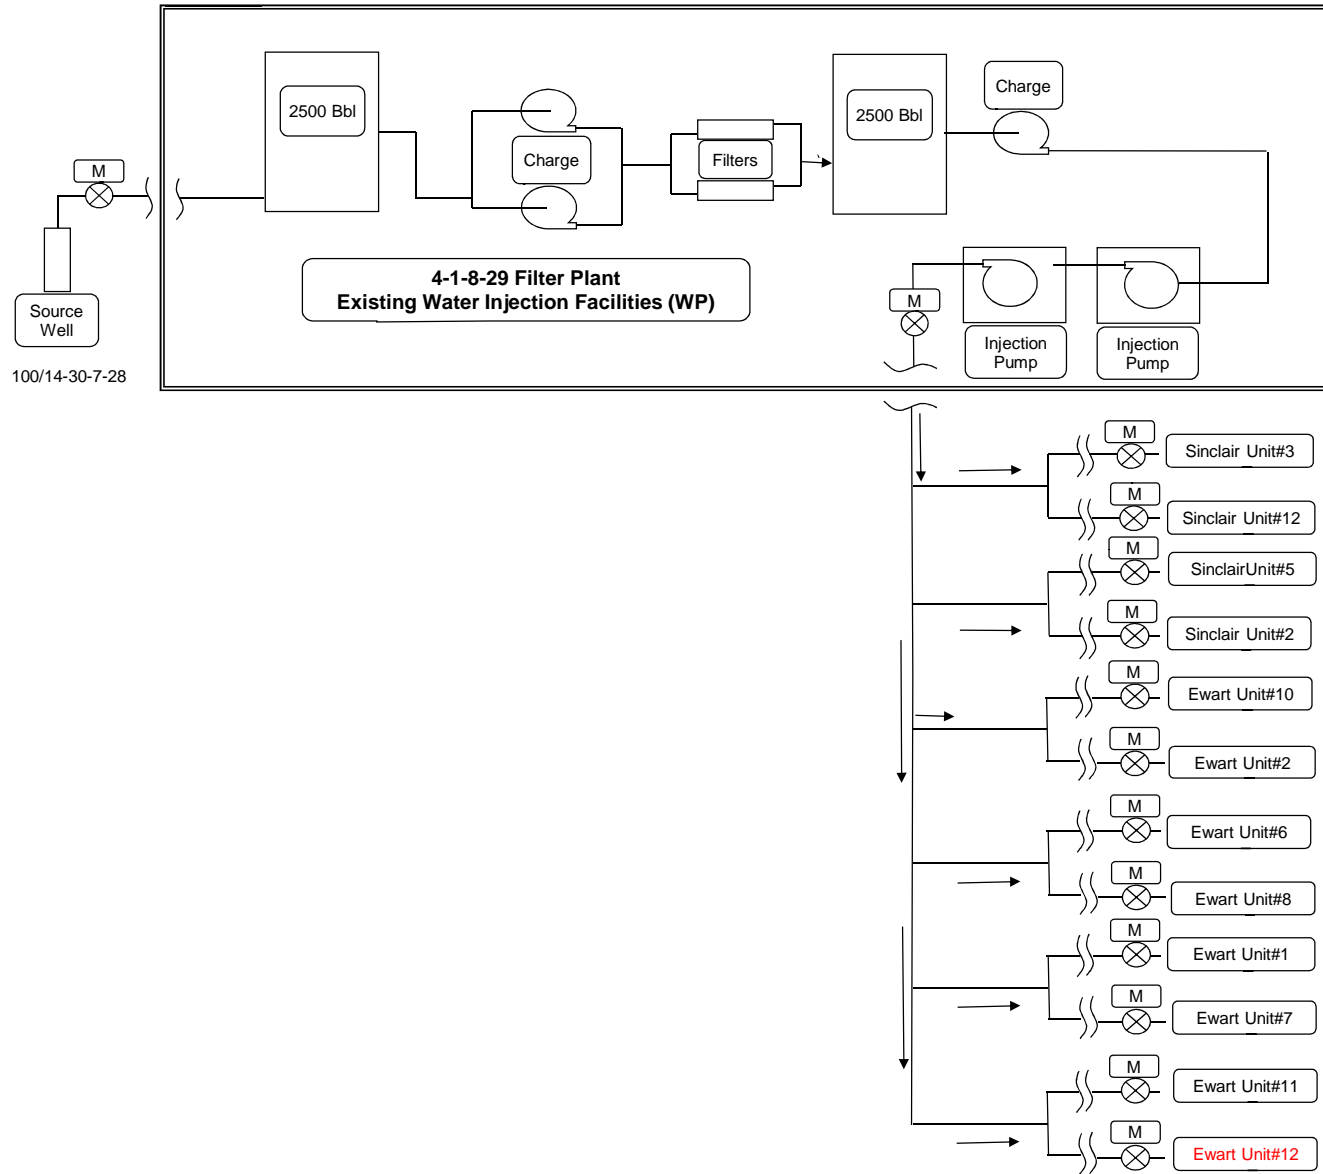 2500 Bbl
Charge
Filters
2500 Bbl
Charge
M
Source
Well
100/14-30-7-28
4-1-8-29 Filter Plant
Existing Water Injection Facilities (WP)
M
Injection
Pump
Injection
Pump
M
Sinclair Unit#3
M
Sinclair Unit#12
M
SinclairUnit#5
M
Sinclair Unit#2
M
Ewart Unit#10
M
Ewart Unit#2
M
Ewart Unit#6
M
Ewart Unit#8
M
Ewart Unit#1
M
Ewart Unit#7
M
Ewart Unit#11
M
Ewart Unit#12